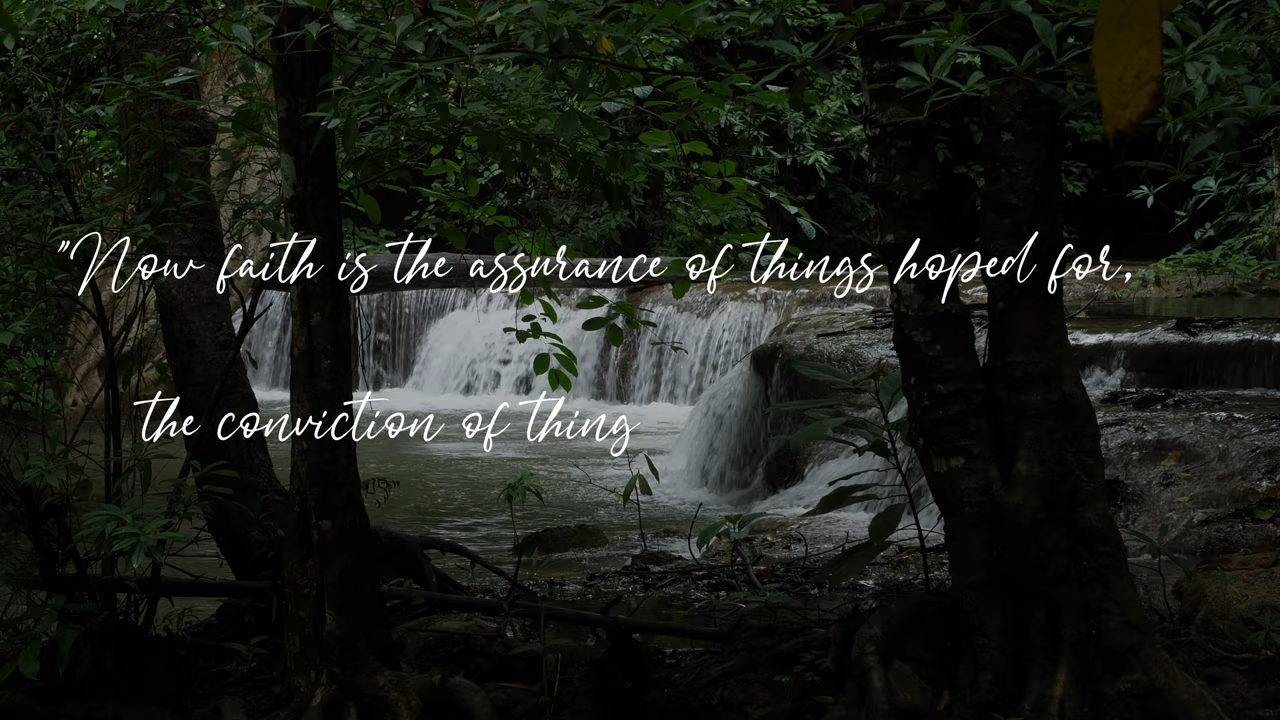 "Now faith is the assurance of things hoped for,
the conviction of thing